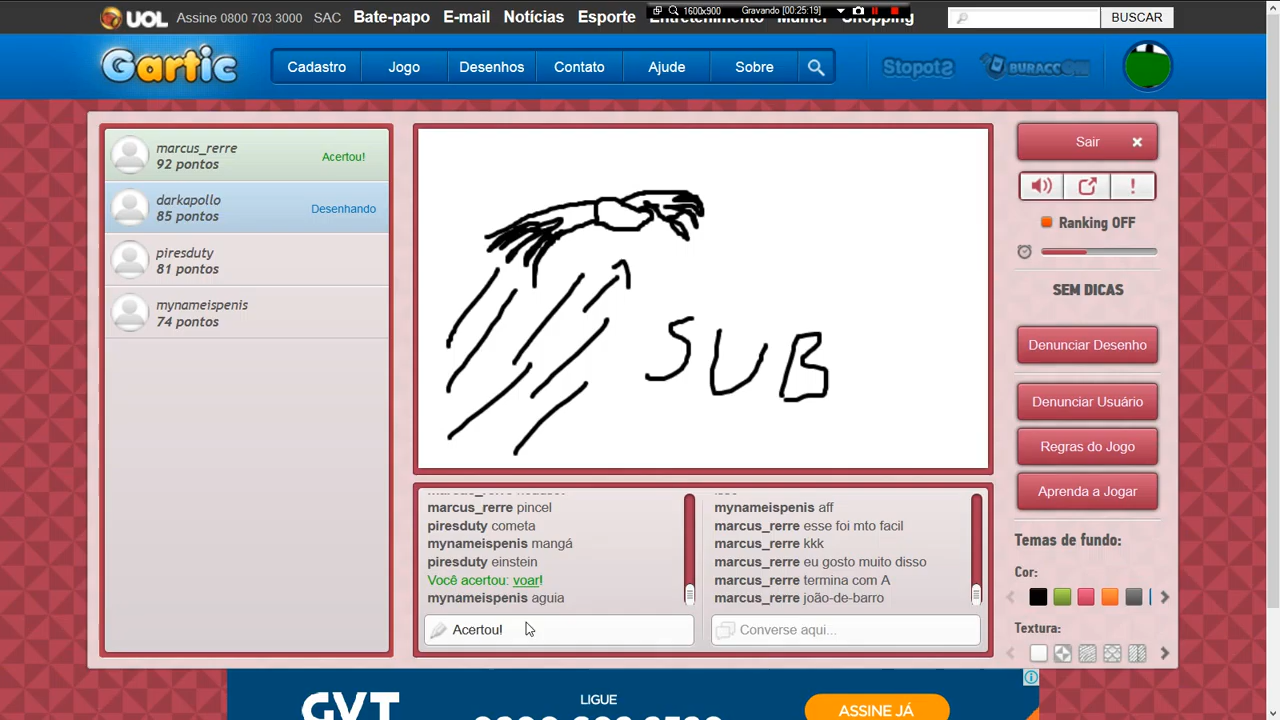 UOL Assine 0800 703 3000 SAC Bate-papo E-mail Notícias Esporte Entretenimento Mulher Shopping BUSCAR
1600x900 Gravando [00:25:19]
Gartic Cadastro Jogo Desenhos Contato Ajude Sobre StopotS BURACO
marcus_rerre
92 pontos
Acertou!
darkapollo
85 pontos
Desenhando
piresduty
81 pontos
mynameispenis
74 pontos
SUB
marcus_rerre pincel
piresduty cometa
mynameispenis mangá
piresduty einstein
Você acertou: voar!
mynameispenis aguia
Acertou!
mynameispenis aff
marcus_rerre esse foi mto facil
marcus_rerre kkk
marcus_rerre eu gosto muito disso
marcus_rerre termina com A
marcus_rerre joão-de-barro
Converse aqui...
Sair
Ranking OFF
SEM DICAS
Denunciar Desenho
Denunciar Usuário
Regras do Jogo
Aprenda a Jogar
Temas de fundo:
Cor:
Textura:
GVT
LIGUE
ASSINE JÁ